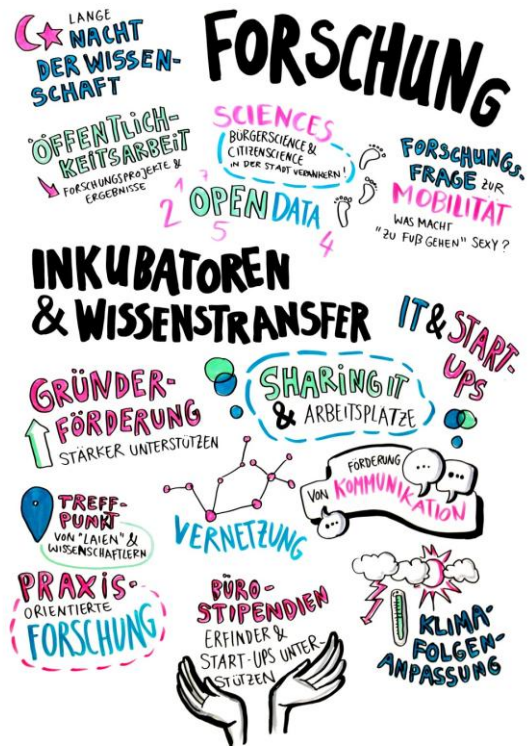 LANGE
NACHT
DER WISSEN-
SCHAFT
FORSCHUNG
ÖFFENTLICH-
KEITSARBEIT
FORSCHUNGSPROJEKTE &
ERGEBNISSE
SCIENCES
BÜRGERSCIENCE &
CITIZENSCIENCE
IN DER STADT VERANKERN!
1 7
2 OPEN DATA
5 4
FORSCHUNGS-
FRAGE ZUR
MOBILITÄT
WAS MACHT
"ZU FUẞ GEHEN" SEXY?
INKUBATOREN
& WISSENSTRANSFER
IT & START-
UPS
GRÜNDER-
FÖRDERUNG
STÄRKER UNTERSTÜTZEN
SHARING IT
& ARBEITSPLÄTZE
TREFF-
PUNKT
VON "LAIEN" &
WISSENSCHAFTLERN
VERNETZUNG
FÖRDERUNG
VON KOMMUNIKATION
PRAXIS-
ORIENTIERTE
FORSCHUNG
BÜRO-
STIPENDIEN
ERFINDER &
START-UPS UNTER-
STÜTZEN
KLIMA-
FOLGEN-
ANPASSUNG